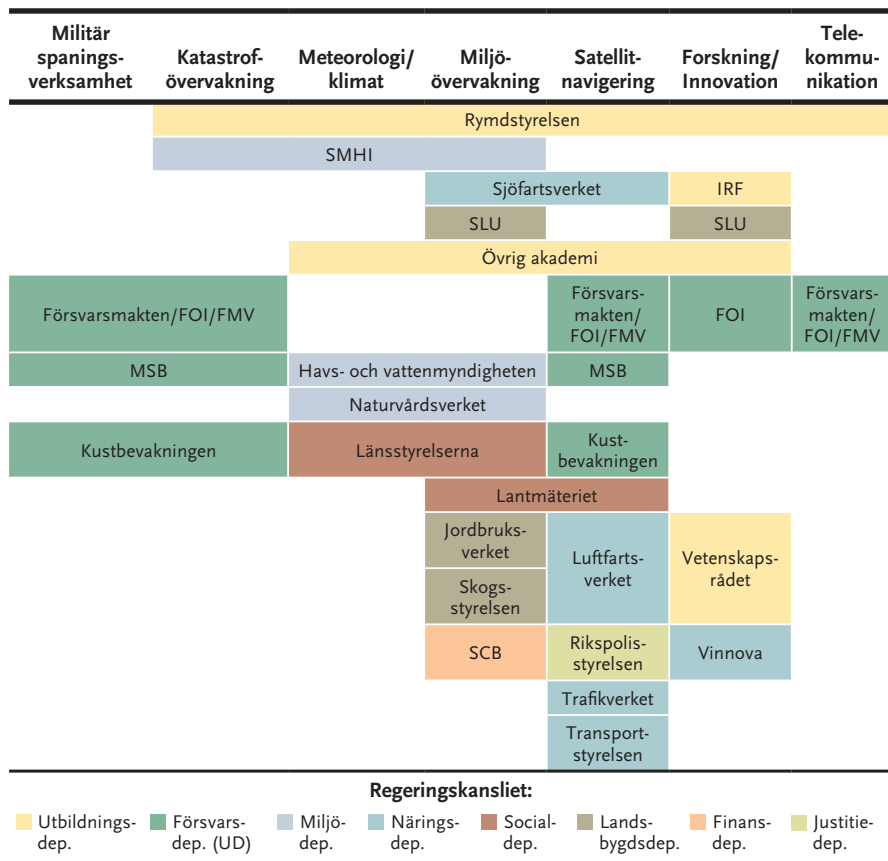 Militär
spanings-
verksamhet
Katastrof-
övervakning
Meteorologi/
klimat
Miljö-
övervakning
Satellit-
navigering
Forskning/
Innovation
Tele-
kommu-
nikation
Rymdstyrelsen
SMHI
Sjöfartsverket
IRF
SLU
SLU
Övrig akademi
Försvarsmakten/FOI/FMV
Försvars-
makten/
FOI/FMV
FOI
Försvars-
makten/
FOI/FMV
MSB
Havs- och vattenmyndigheten
MSB
Naturvårdsverket
Kustbevakningen
Länsstyrelserna
Kust-
bevakningen
Lantmäteriet
Jordbruks-
verket
Luftfarts-
verket
Vetenskaps-
rådet
Skogs-
styrelsen
SCB
Rikspolis-
styrelsen
Vinnova
Trafikverket
Transport-
styrelsen
Regeringskansliet:
Utbildnings-
dep.
Försvars-
dep. (UD)
Miljö-
dep.
Närings-
dep.
Social-
dep.
Lands-
bygdsdep.
Finans-
dep.
Justitie-
dep.